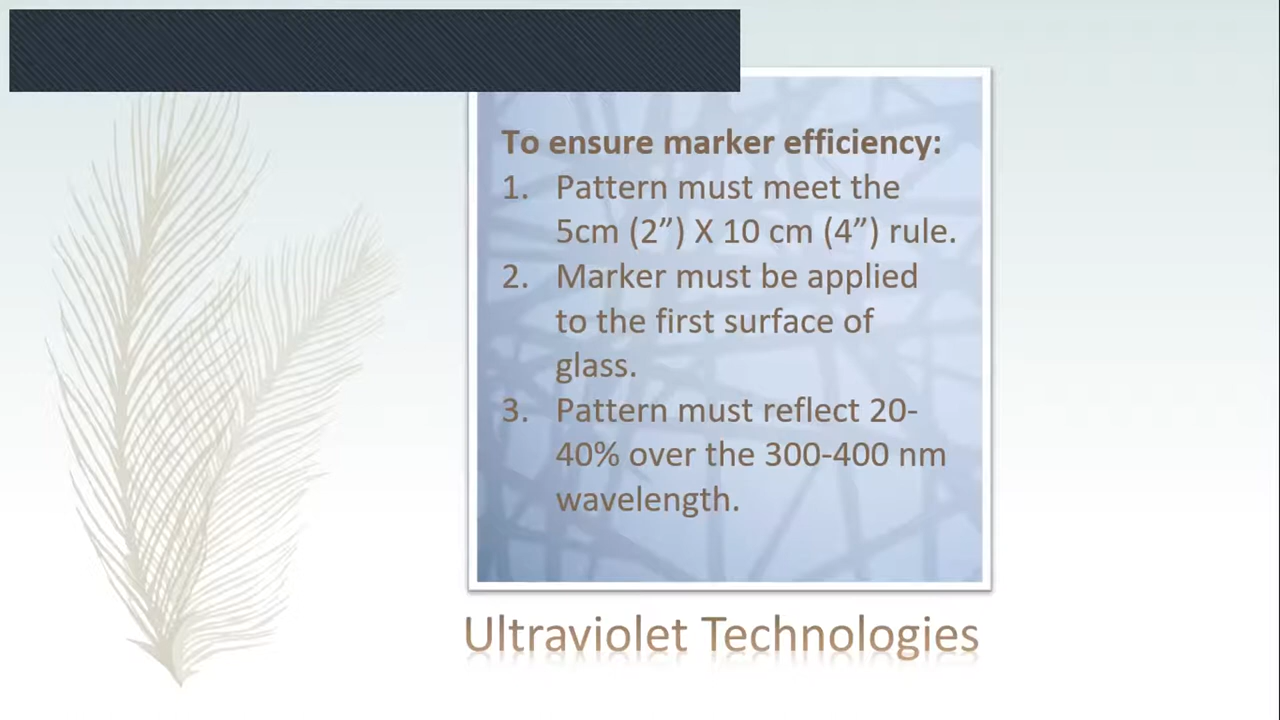 To ensure marker efficiency:
1. Pattern must meet the
5cm (2”) X 10 cm (4”) rule.
2. Marker must be applied
to the first surface of
glass.
3. Pattern must reflect 20-
40% over the 300-400 nm
wavelength.
Ultraviolet Technologies